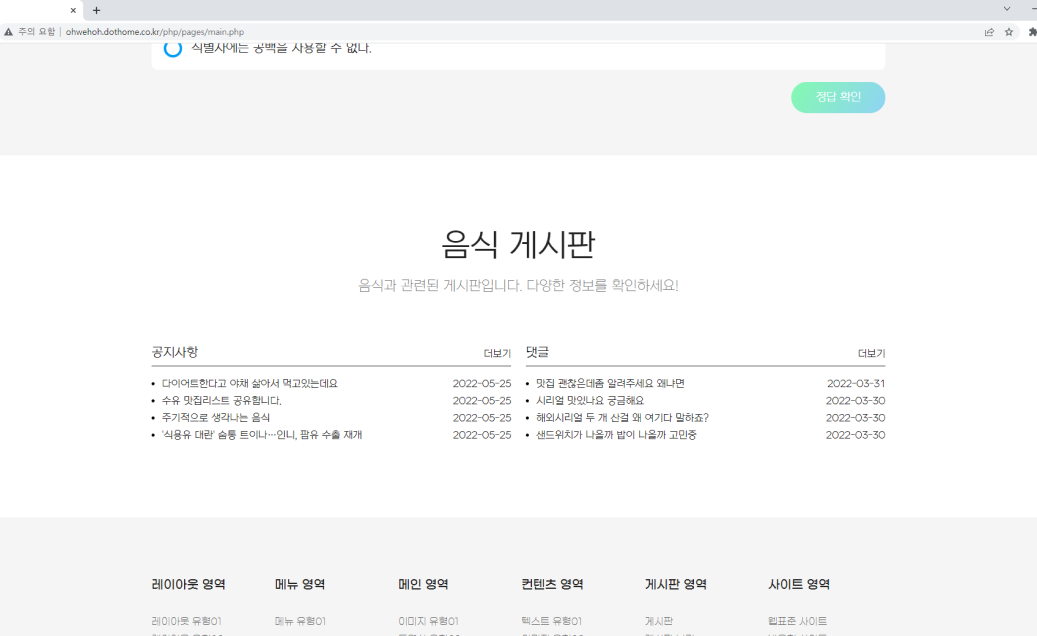 주의 요함 | ohwehoh.dothome.co.kr/php/pages/main.php
식별자에는 공백을 사용할 수 없다.
정답 확인
음식 게시판
음식과 관련된 게시판입니다. 다양한 정보를 확인하세요!
공지사항 더보기
다이어트한다고 야채 삶아서 먹고있는데요 2022-05-25
수유 맛집리스트 공유합니다. 2022-05-25
주기적으로 생각나는 음식 2022-05-25
'식용유 대란' 숨통 트이나…인니, 팜유 수출 재개 2022-05-25
댓글 더보기
맛집 괜찮은데좀 알려주세요 왜냐면 2022-03-31
시리얼 맛있나요 궁금해요 2022-03-30
해외시리얼 두 개 산걸 왜 여기다 말하죠? 2022-03-30
샌드위치가 나을까 밥이 나을까 고민중 2022-03-30
레이아웃 영역 메뉴 영역 메인 영역 컨텐츠 영역 게시판 영역 사이트 영역
레이아웃 유형01 메뉴 유형01 이미지 유형01 텍스트 유형01 게시판 웹표준 사이트